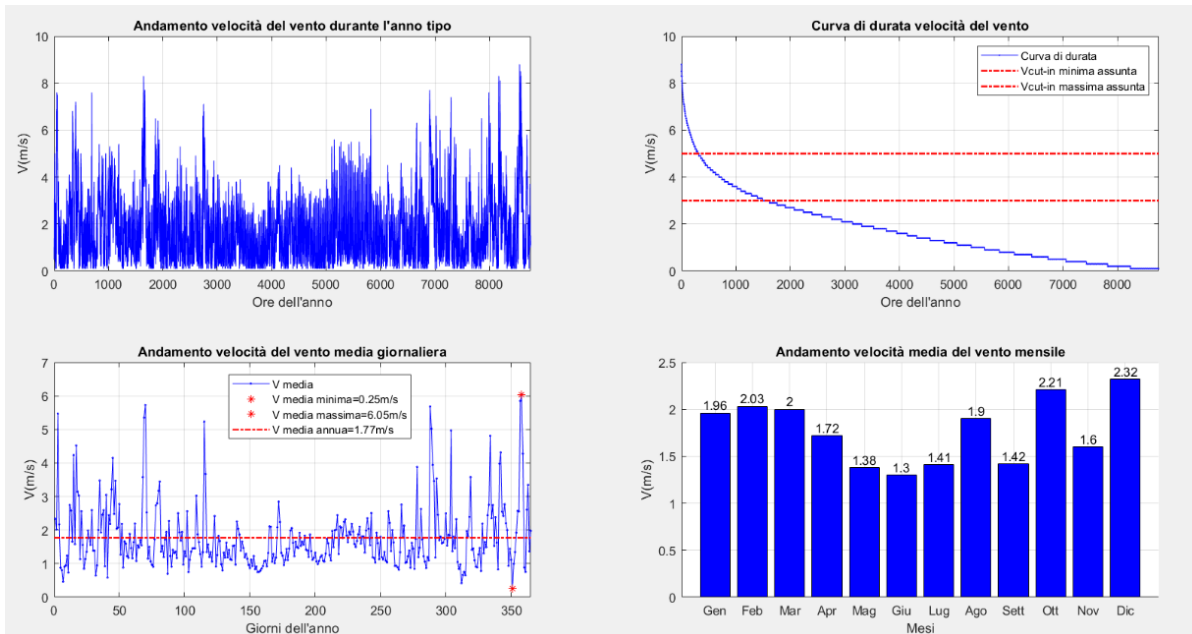 Andamento velocità del vento durante l'anno tipo
10
8
6
4
2
0
V(m/s)
0 1000 2000 3000 4000 5000 6000 7000 8000
Ore dell'anno
Curva di durata velocità del vento
Curva di durata
Vcut-in minima assunta
Vcut-in massima assunta
10
8
6
4
2
0
V(m/s)
0 1000 2000 3000 4000 5000 6000 7000 8000
Ore dell'anno
Andamento velocità del vento media giornaliera
V media
V media minima=0.25m/s
V media massima=6.05m/s
V media annua=1.77m/s
7
6
5
4
3
2
1
0
V(m/s)
0 50 100 150 200 250 300 350
Giorni dell'anno
Andamento velocità media del vento mensile
2.5
2
1.5
1
0.5
0
V(m/s)
1.96 2.03 2 1.72 1.38 1.3 1.41 1.9 1.42 2.21 1.6 2.32
Gen Feb Mar Apr Mag Giu Lug Ago Sett Ott Nov Dic
Mesi